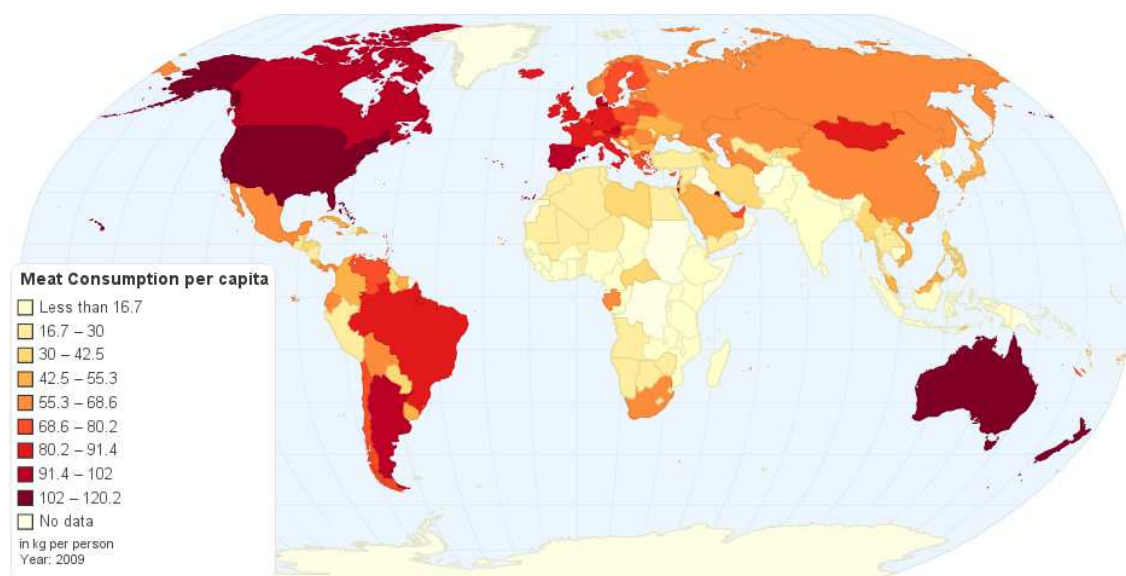 Meat Consumption per capita
Less than 16.7
16.7 – 30
30 – 42.5
42.5 – 55.3
55.3 – 68.6
68.6 – 80.2
80.2 – 91.4
91.4 – 102
102 – 120.2
No data
in kg per person
Year: 2009